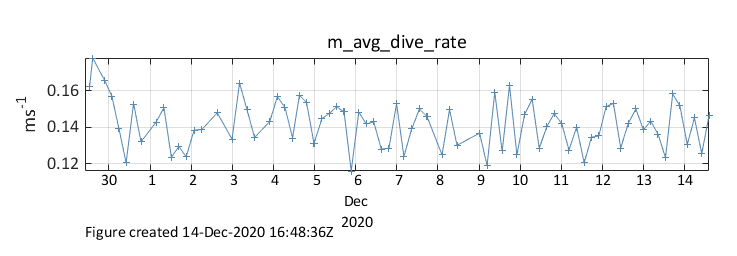 m_avg_dive_rate
ms-1
0.16
0.14
0.12
30 1 2 3 4 5 6 7 8 9 10 11 12 13 14
Dec
2020
Figure created 14-Dec-2020 16:48:36Z